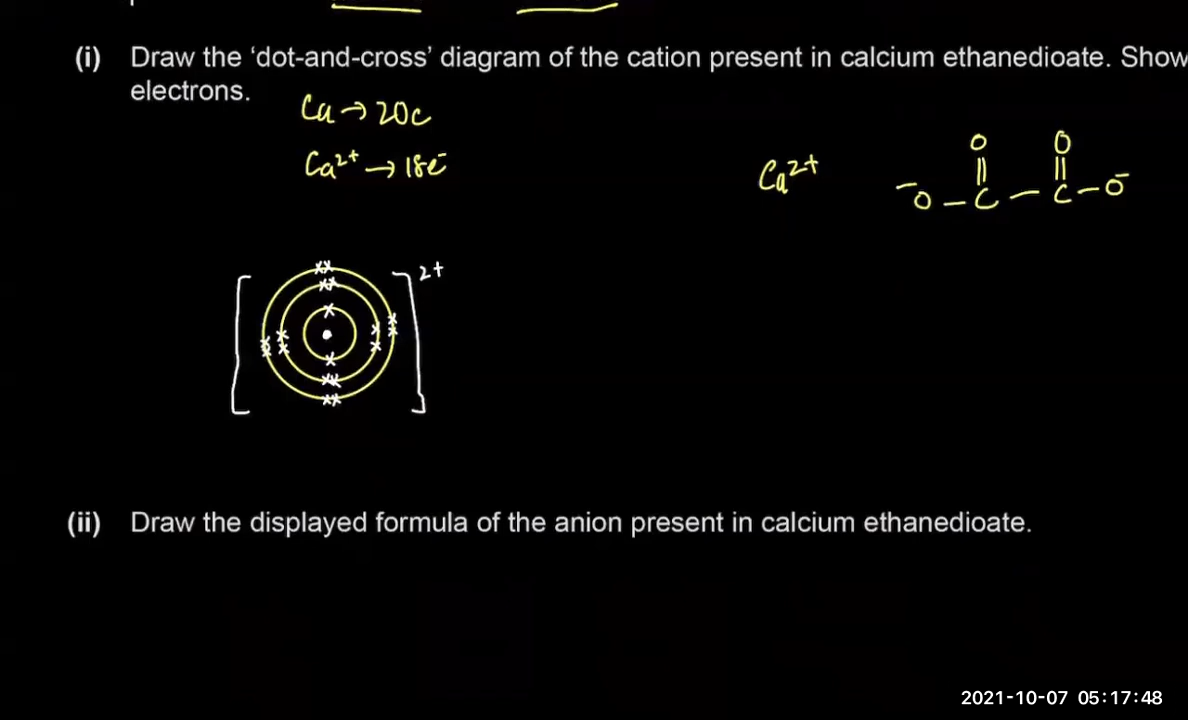 (i) Draw the ‘dot-and-cross’ diagram of the cation present in calcium ethanedioate. Show
electrons.
Ca → 20e
Ca²⁺ → 18e⁻
Ca²⁺
O O
|| ||
⁻O – C – C – O⁻
[ ]²⁺
(ii) Draw the displayed formula of the anion present in calcium ethanedioate.
2021-10-07 05:17:48